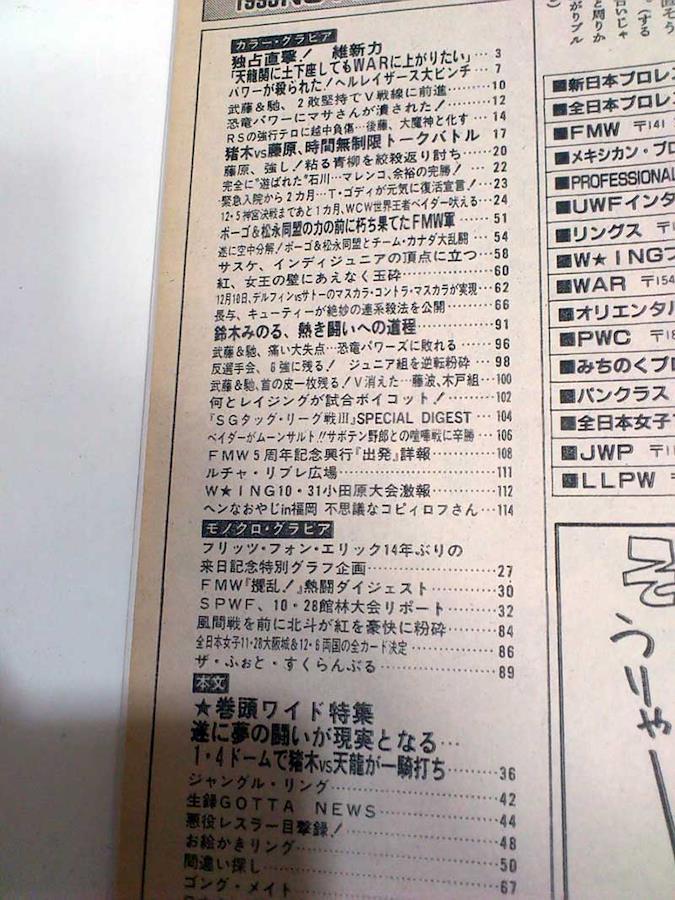 カラー・グラビア
独占直撃! 維新力
「天龍関に土下座してもWARに上がりたい」… 3
パワーが殺られた!ヘルレイザース大ピンチ… 7
武藤&馳、2敗堅持でV戦線に前進… 10
恐竜パワーにマサさんが潰された!… 12
RSの強行テロに越中負傷…後藤、大魔神と化す… 14
猪木vs藤原、時間無制限トークバトル 17
藤原、強し!粘る青柳を絞殺返り討ち… 20
完全に“遊ばれた”石川…マレンコ、余裕の完勝!… 22
緊急入院から2カ月…T・ゴディが元気に復活宣言!… 23
12・5神宮決戦まであと1カ月、WCW世界王者ベイダー吠える… 24
ポーゴ&松永同盟の力の前に朽ち果てたFMW軍… 51
遂に空中分解!ポーゴ&松永同盟とチーム・カナダ大乱闘… 54
サスケ、インディジュニアの頂点に立つ… 58
紅、女王の壁にあえなく玉砕… 60
12月10日、デルフィンvsサトーのマスカラ・コントラ・マスカラが実現… 62
長与、キューティーが絶妙の連系殺法を公開… 66
鈴木みのる、熱き闘いへの道程… 91
武藤&馳、痛い大失点…恐竜パワーズに敗れる… 96
反選手会、6強に残る! ジュニア組を逆転粉砕… 98
武藤&馳、首の皮一枚残る!V消えた…藤波、木戸組… 100
何とレイジングが試合ボイコット!… 102
『SGタッグ・リーグ戦III』SPECIAL DIGEST… 104
ベイダーがムーンサルト!!サボテン野郎との喧嘩戦に辛勝… 106
FMW5周年記念興行『出発』詳報… 108
ルチャ・リブレ広場… 111
W★ING10・31小田原大会激報… 112
ヘンなおやじin福岡 不思議なコピィロフさん… 114
モノクロ・グラビア
フリッツ・フォン・エリック14年ぶりの
来日記念特別グラフ企画… 27
FMW『攪乱!』熱闘ダイジェスト… 30
SPWF、10・28館林大会リポート… 32
風間戦を前に北斗が紅を豪快に粉砕… 84
全日本女子11・28大阪城&12・6両国の全カード決定… 86
ザ・ふぉと・すくらんぶる… 89
本文
★巻頭ワイド特集
遂に夢の闘いが現実となる…
1・4ドームで猪木vs天龍が一騎打ち… 36
ジャングル・リング… 42
生録GOTTA NEWS… 44
悪役レスラー目撃録!… 48
お絵かきリング… 50
間違い探し…
ゴング・メイト… 67
■新日本プロレ
■全日本プロレ
■FMW 〒141
■メキシカン・プロ
■PROFESSIONAL
■UWFインタ
■リングス 〒
■W★INGプ
■WAR 〒154
■オリエンタル
■PWC 〒
■みちのくプロ
■パンクラス
■全日本女子
■JWP 〒
■LLPW 〒
そ
うりゃー